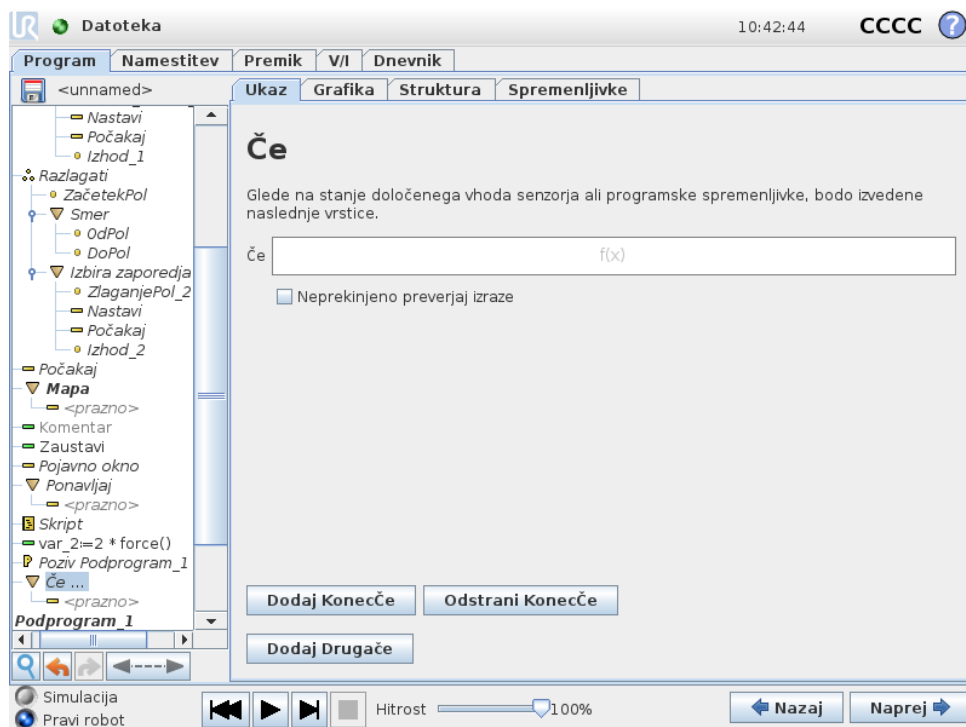 UR Datoteka 10:42:44 CCCC ?
Program Namestitev Premik V/I Dnevnik
<unnamed>
Ukaz Grafika Struktura Spremenljivke
Nastavi
Počakaj
Izhod_1
Razlagati
ZačetekPol
Smer
OdPol
DoPol
Izbira zaporedja
ZlaganjePol_2
Nastavi
Počakaj
Izhod_2
Počakaj
Mapa
<prazno>
Komentar
Zaustavi
Pojavno okno
Ponavljaj
<prazno>
Skript
var_2:=2 * force()
P Poziv Podprogram_1
Če ...
<prazno>
Podprogram_1
Če
Glede na stanje določenega vhoda senzorja ali programske spremenljivke, bodo izvedene
naslednje vrstice.
Če f(x)
Neprekinjeno preverjaj izraze
Dodaj KonecČe Odstrani KonecČe
Dodaj Drugače
Simulacija
Pravi robot
Hitrost 100%
Nazaj Naprej